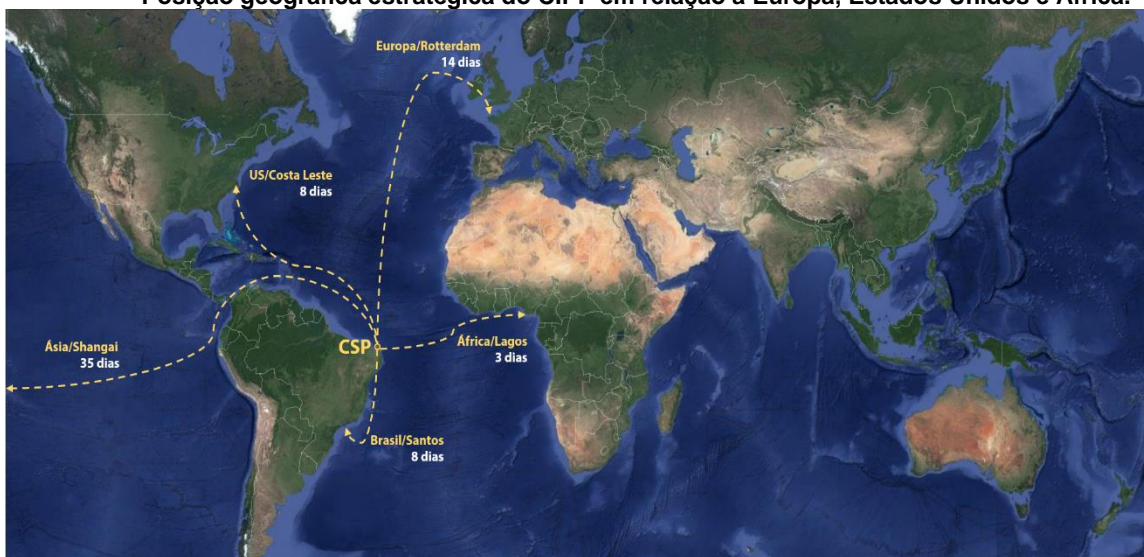 Posição geográfica estratégica do CIPP em relação a Europa, Estados Unidos e África.
Europa/Rotterdam
14 dias
US/Costa Leste
8 dias
CSP
Ásia/Shangai
35 dias
África/Lagos
3 dias
Brasil/Santos
8 dias